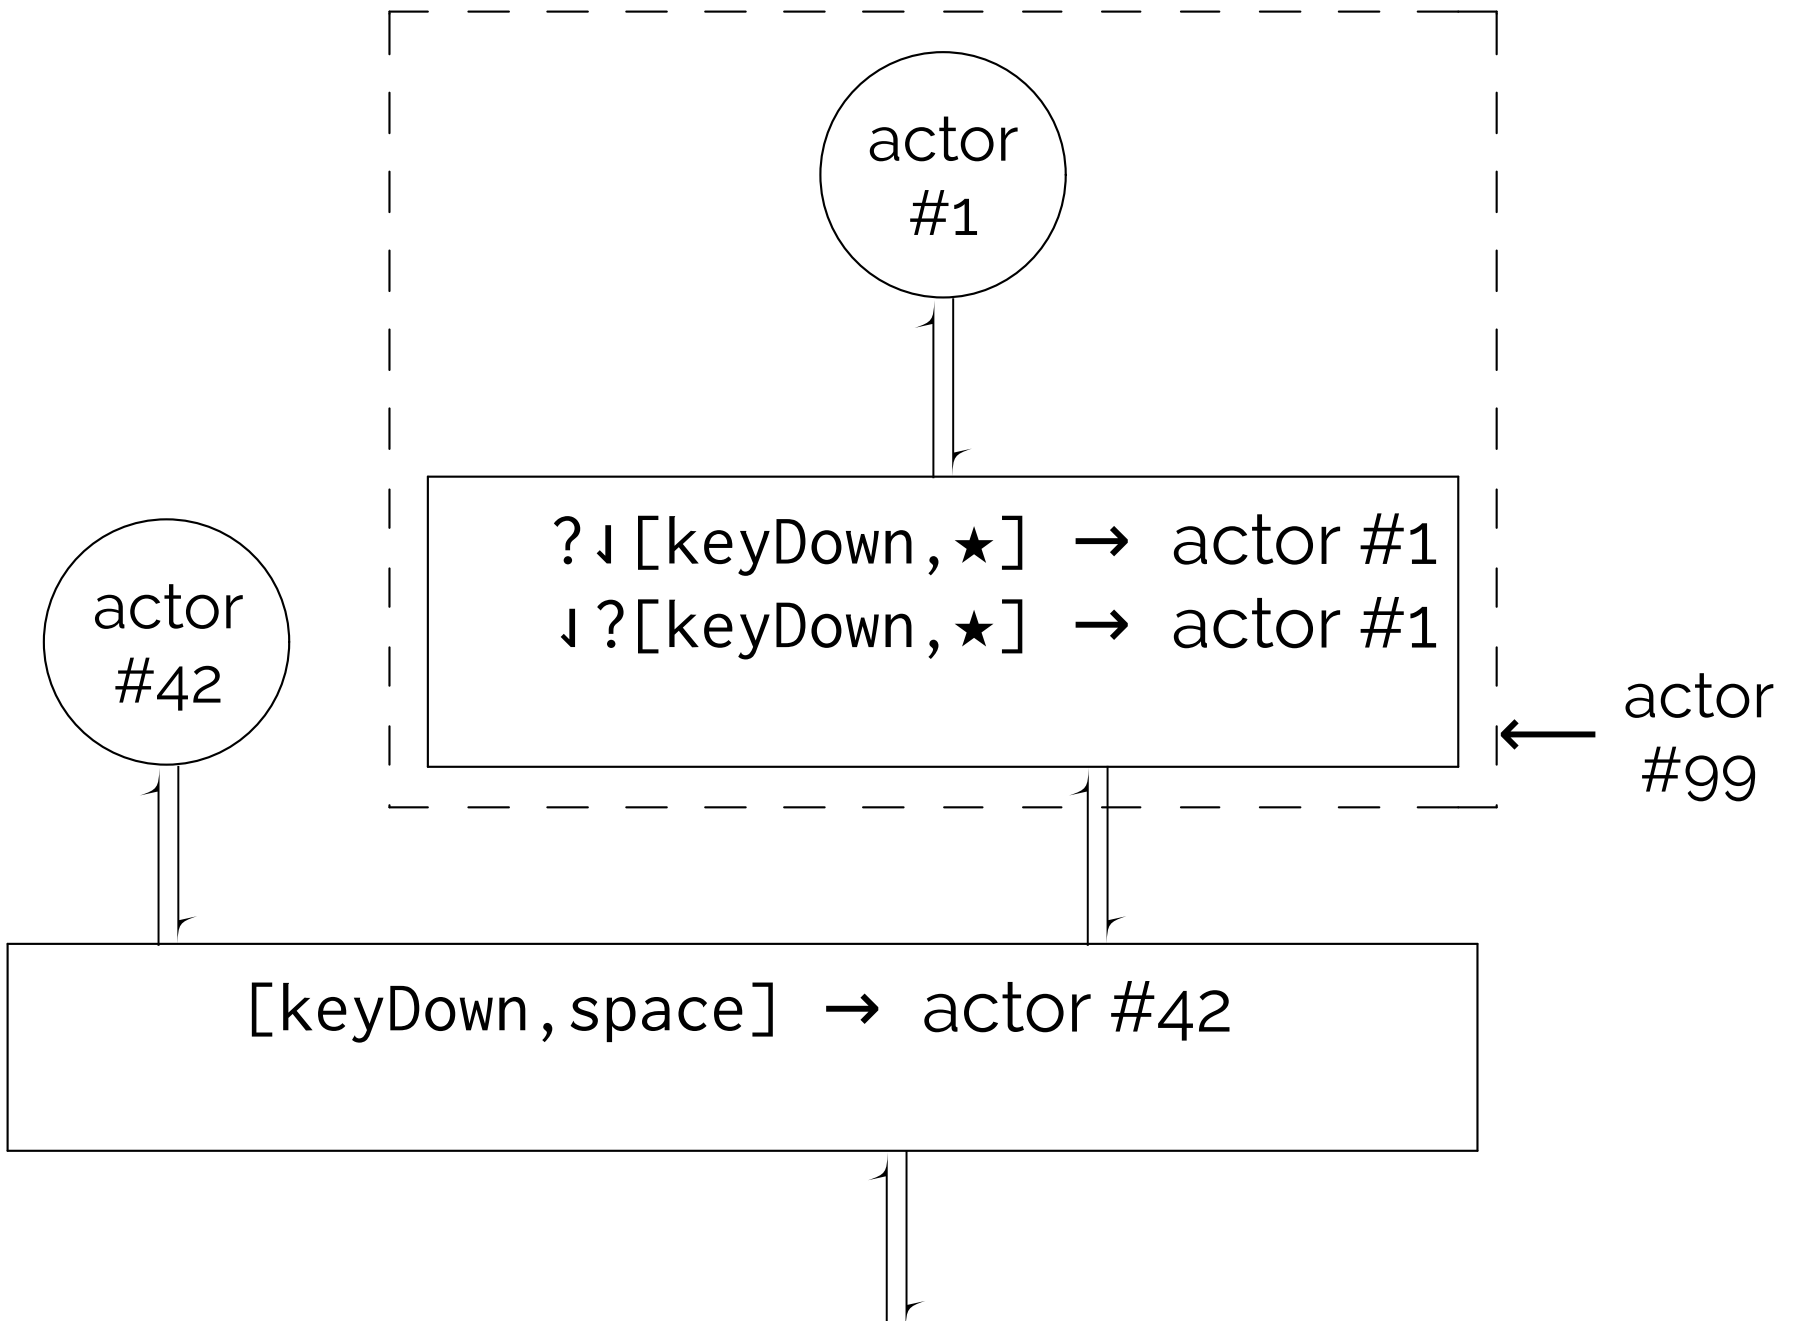 actor
#1
?⇃[keyDown,★] → actor #1
⇃?[keyDown,★] → actor #1
actor
#42
actor
#99
[keyDown,space] → actor #42